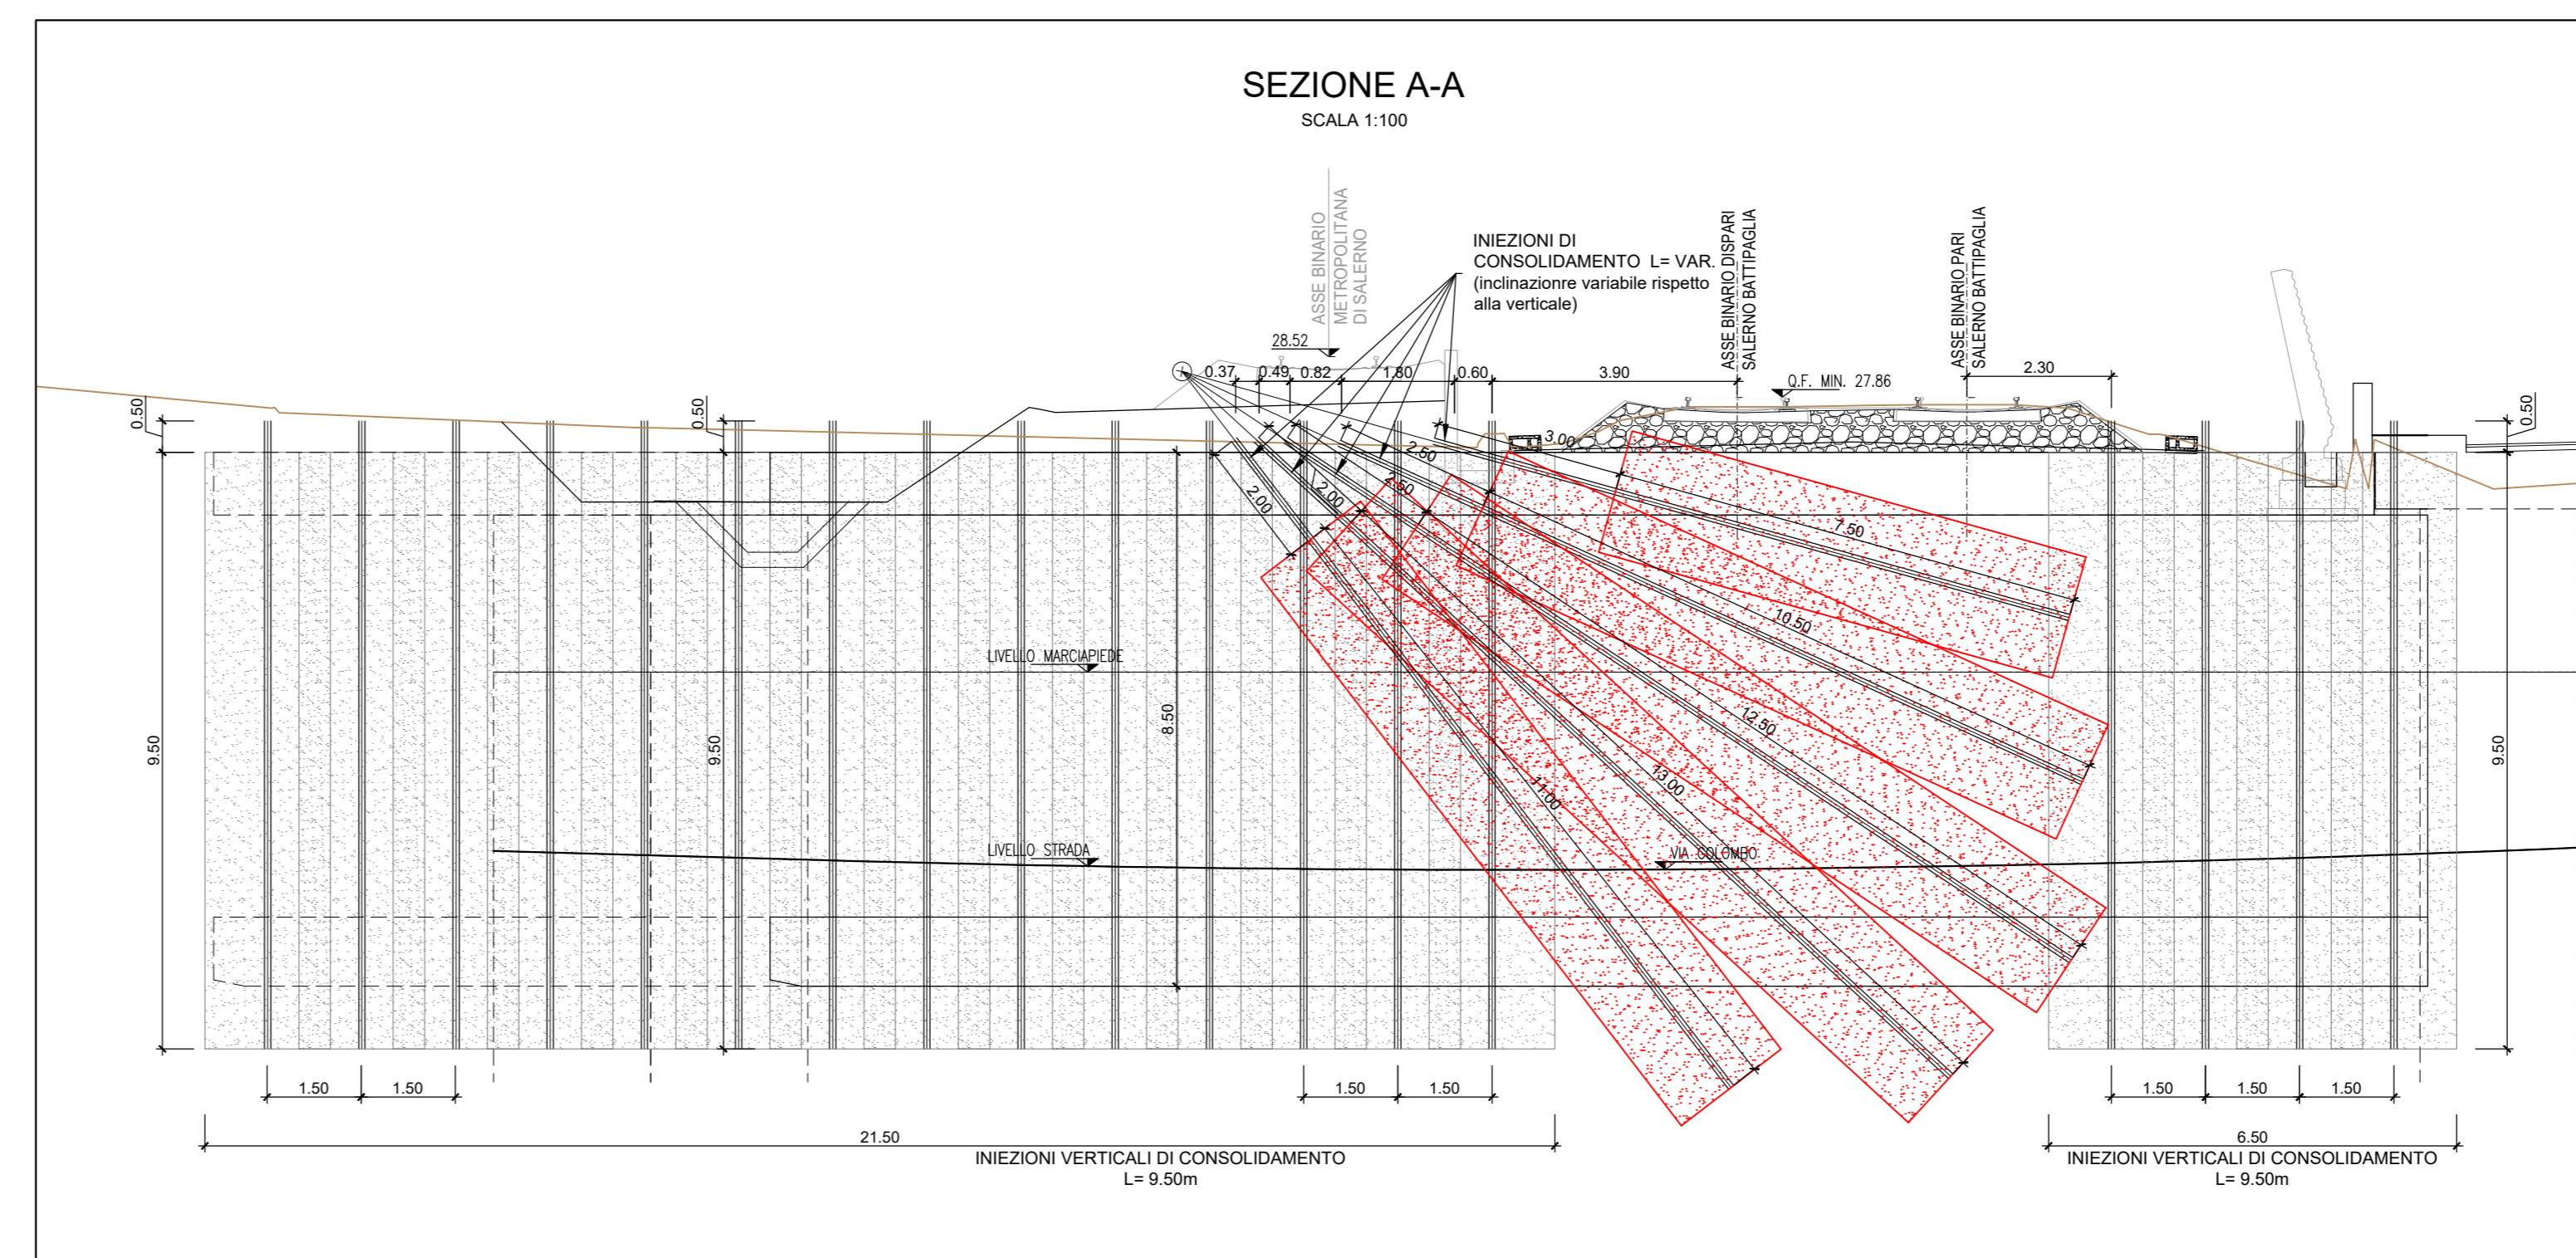 SEZIONE A-A
SCALA 1:100
ASSE BINARIO
METROPOLITANA
DI SALERNO
INIEZIONI DI
CONSOLIDAMENTO L= VAR.
(inclinazionre variabile rispetto
alla verticale)
ASSE BINARIO DISPARI
SALERNO BATTIPAGLIA
ASSE BINARIO PARI
SALERNO BATTIPAGLIA
28.52
0.37
0.49
0.82
1.80
0.60
3.90
Q.F. MIN. 27.86
2.30
0.50
0.50
0.50
3.00
2.50
2.50
2.00
2.00
7.50
10.50
12.50
13.00
11.00
LIVELLO MARCIAPIEDE
8.50
9.50
9.50
9.50
LIVELLO STRADA
VIA COLOMBO
1.50
1.50
1.50
1.50
1.50
1.50
1.50
21.50
INIEZIONI VERTICALI DI CONSOLIDAMENTO
L= 9.50m
6.50
INIEZIONI VERTICALI DI CONSOLIDAMENTO
L= 9.50m